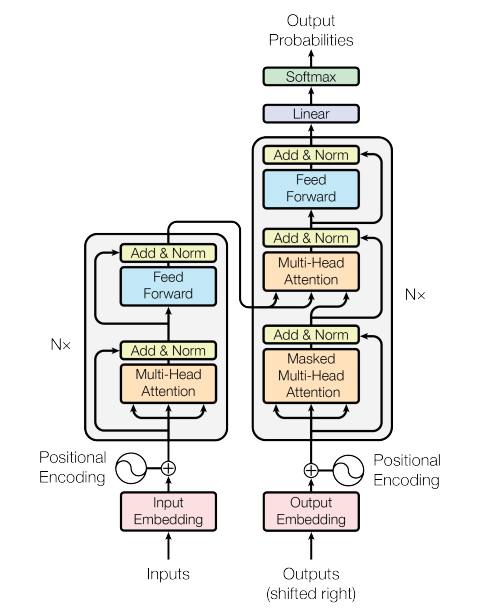 Output
Probabilities
Softmax
Linear
Add & Norm
Feed
Forward
Add & Norm
Multi-Head
Attention
Add & Norm
Masked
Multi-Head
Attention
N×
Add & Norm
Feed
Forward
Add & Norm
Multi-Head
Attention
N×
Positional
Encoding
Positional
Encoding
Input
Embedding
Output
Embedding
Inputs
Outputs
(shifted right)